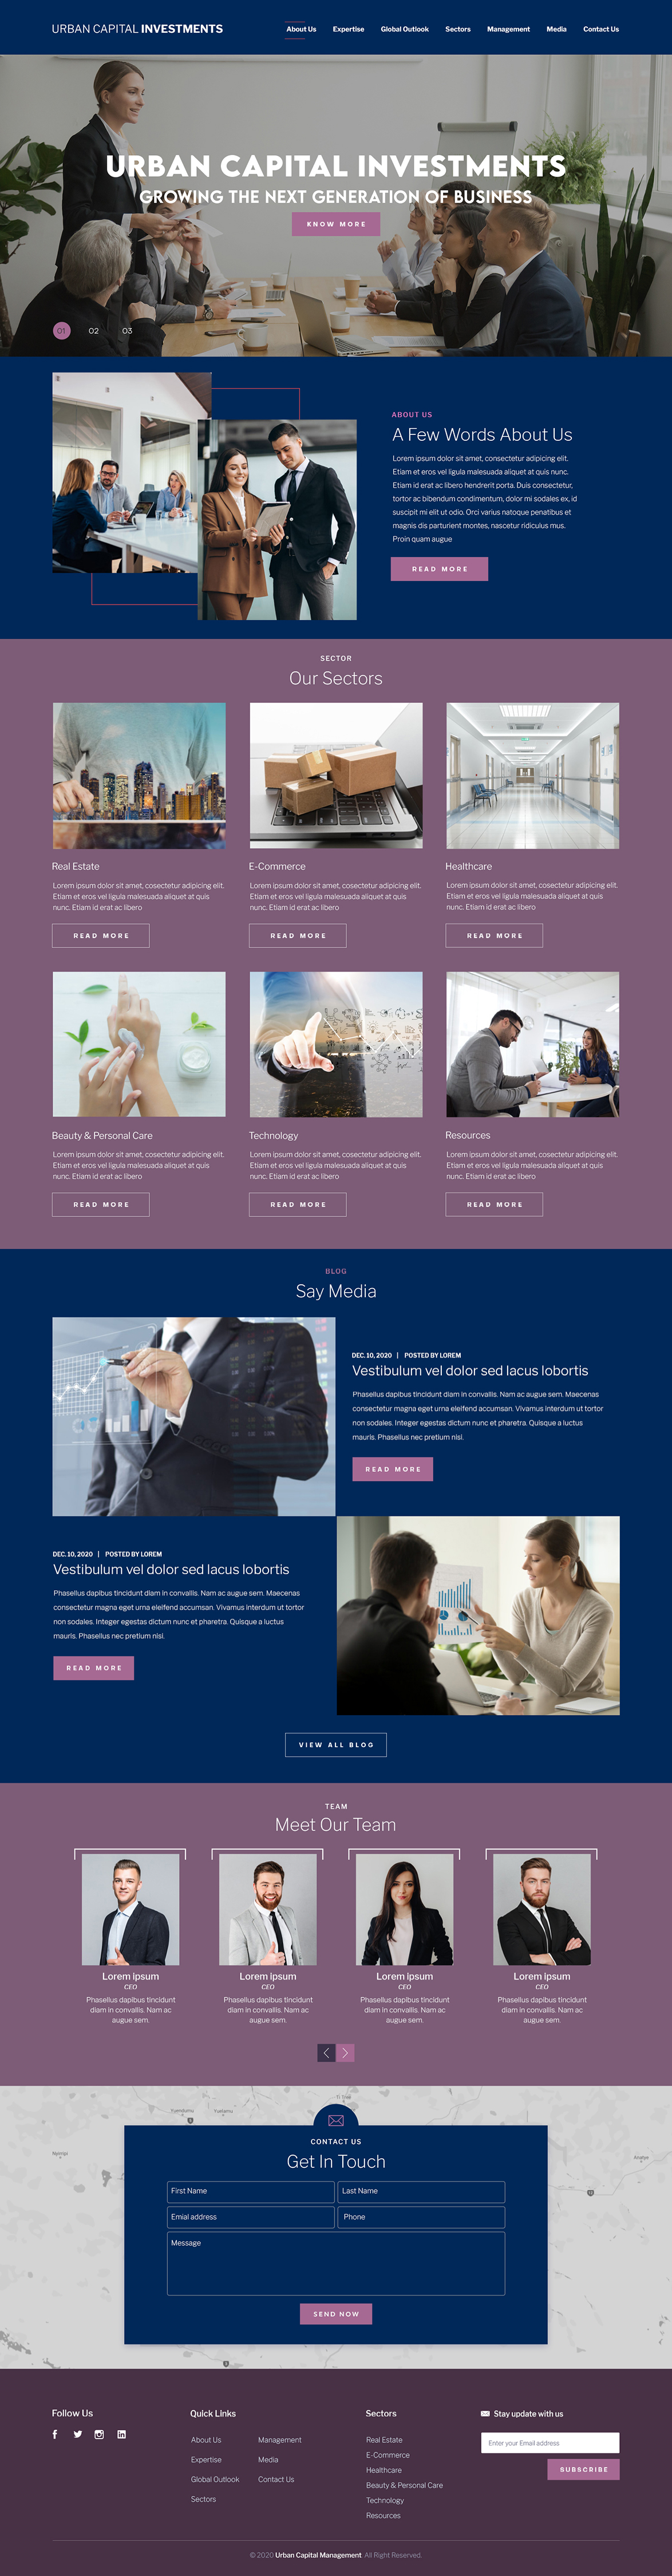 URBAN CAPITAL INVESTMENTS
About Us Expertise Global Outlook Sectors Management Media Contact Us
URBAN CAPITAL INVESTMENTS
GROWING THE NEXT GENERATION OF BUSINESS
KNOW MORE
01 02 03
ABOUT US
A Few Words About Us
Lorem ipsum dolor sit amet, consectetur adipicing elit.
Etiam et eros vel ligula malesuada aliquet at quis nunc.
Etiam id erat ac libero hendrerit porta. Duis consectetur,
tortor ac bibendum condimentum, dolor mi sodales ex, id
suscipit mi elit ut odio. Orci varius natoque penatibus et
magnis dis parturient montes, nascetur ridiculus mus.
Proin quam augue
READ MORE
SECTOR
Our Sectors
Real Estate
Lorem ipsum dolor sit amet, cosectetur adipicing elit.
Etiam et eros vel ligula malesuada aliquet at quis
nunc. Etiam id erat ac libero
READ MORE
E-Commerce
Lorem ipsum dolor sit amet, cosectetur adipicing elit.
Etiam et eros vel ligula malesuada aliquet at quis
nunc. Etiam id erat ac libero
READ MORE
Healthcare
Lorem ipsum dolor sit amet, cosectetur adipicing elit.
Etiam et eros vel ligula malesuada aliquet at quis
nunc. Etiam id erat ac libero
READ MORE
Beauty & Personal Care
Lorem ipsum dolor sit amet, cosectetur adipicing elit.
Etiam et eros vel ligula malesuada aliquet at quis
nunc. Etiam id erat ac libero
READ MORE
Technology
Lorem ipsum dolor sit amet, cosectetur adipicing elit.
Etiam et eros vel ligula malesuada aliquet at quis
nunc. Etiam id erat ac libero
READ MORE
Resources
Lorem ipsum dolor sit amet, cosectetur adipicing elit.
Etiam et eros vel ligula malesuada aliquet at quis
nunc. Etiam id erat ac libero
READ MORE
BLOG
Say Media
DEC. 10, 2020 | POSTED BY LOREM
Vestibulum vel dolor sed lacus lobortis
Phasellus dapibus tincidunt diam in convallis. Nam ac augue sem. Maecenas
consectetur magna eget urna eleifend accumsan. Vivamus interdum ut tortor
non sodales. Integer egestas dictum nunc et pharetra. Quisque a luctus
mauris. Phasellus nec pretium nisi.
READ MORE
DEC. 10, 2020 | POSTED BY LOREM
Vestibulum vel dolor sed lacus lobortis
Phasellus dapibus tincidunt diam in convallis. Nam ac augue sem. Maecenas
consectetur magna eget urna eleifend accumsan. Vivamus interdum ut tortor
non sodales. Integer egestas dictum nunc et pharetra. Quisque a luctus
mauris. Phasellus nec pretium nisi.
READ MORE
VIEW ALL BLOG
TEAM
Meet Our Team
Lorem ipsum
CEO
Phasellus dapibus tincidunt
diam in convallis. Nam ac
augue sem.
Lorem ipsum
CEO
Phasellus dapibus tincidunt
diam in convallis. Nam ac
augue sem.
Lorem ipsum
CEO
Phasellus dapibus tincidunt
diam in convallis. Nam ac
augue sem.
Lorem ipsum
CEO
Phasellus dapibus tincidunt
diam in convallis. Nam ac
augue sem.
Yuendumu
CONTACT US
Get In Touch
First Name
Last Name
Emial address
Phone
Message
SEND NOW
Follow Us
Quick Links
About Us
Expertise
Global Outlook
Sectors
Management
Media
Contact Us
Sectors
Real Estate
E-Commerce
Healthcare
Beauty & Personal Care
Technology
Resources
Stay update with us
Enter your Email address
SUBSCRIBE
© 2020 Urban Capital Management. All Right Reserved.